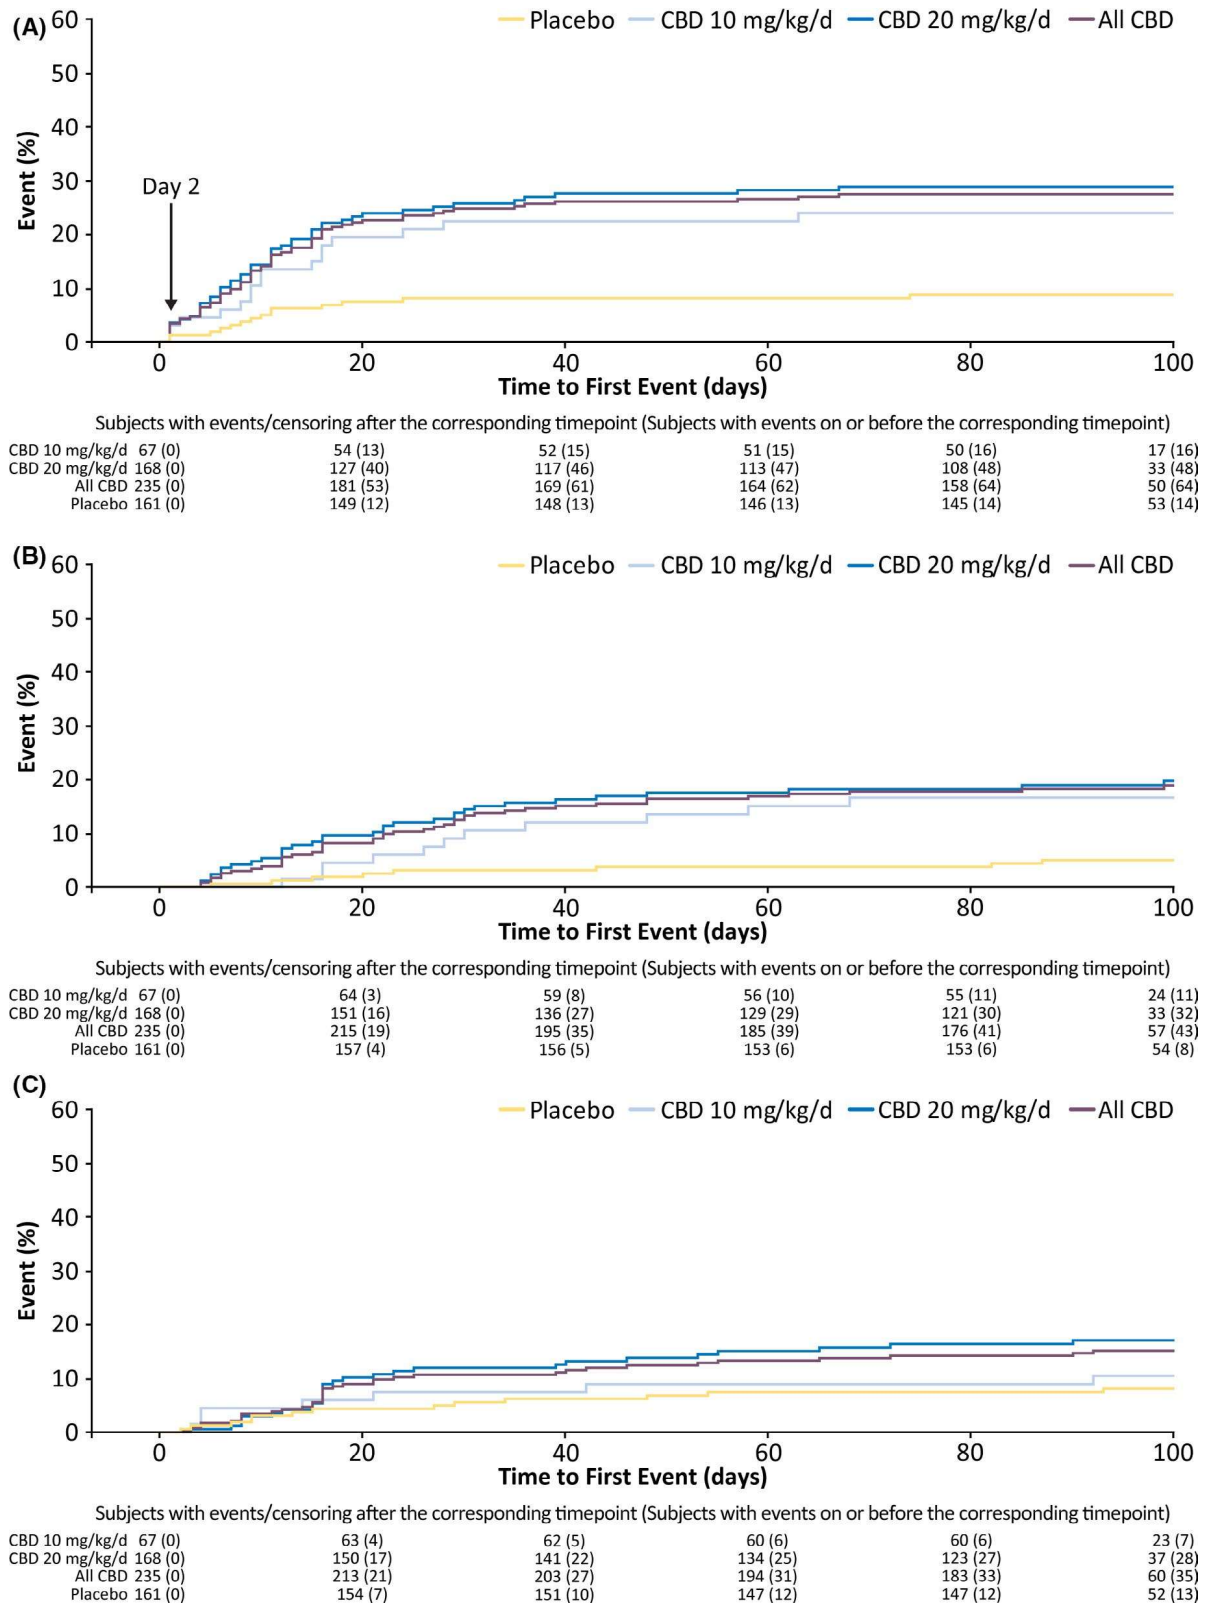 (A)
Placebo CBD 10 mg/kg/d CBD 20 mg/kg/d All CBD
60
50
40
30
20
10
0
Event (%)
Day 2
0 20 40 60 80 100
Time to First Event (days)
Subjects with events/censoring after the corresponding timepoint (Subjects with events on or before the corresponding timepoint)
CBD 10 mg/kg/d 67 (0) 54 (13) 52 (15) 51 (15) 50 (16) 17 (16)
CBD 20 mg/kg/d 168 (0) 127 (40) 117 (46) 113 (47) 108 (48) 33 (48)
All CBD 235 (0) 181 (53) 169 (61) 164 (62) 158 (64) 50 (64)
Placebo 161 (0) 149 (12) 148 (13) 146 (13) 145 (14) 53 (14)
(B)
Placebo CBD 10 mg/kg/d CBD 20 mg/kg/d All CBD
60
50
40
30
20
10
0
Event (%)
0 20 40 60 80 100
Time to First Event (days)
Subjects with events/censoring after the corresponding timepoint (Subjects with events on or before the corresponding timepoint)
CBD 10 mg/kg/d 67 (0) 64 (3) 59 (8) 56 (10) 55 (11) 24 (11)
CBD 20 mg/kg/d 168 (0) 151 (16) 136 (27) 129 (29) 121 (30) 33 (32)
All CBD 235 (0) 215 (19) 195 (35) 185 (39) 176 (41) 57 (43)
Placebo 161 (0) 157 (4) 156 (5) 153 (6) 153 (6) 54 (8)
(C)
Placebo CBD 10 mg/kg/d CBD 20 mg/kg/d All CBD
60
50
40
30
20
10
0
Event (%)
0 20 40 60 80 100
Time to First Event (days)
Subjects with events/censoring after the corresponding timepoint (Subjects with events on or before the corresponding timepoint)
CBD 10 mg/kg/d 67 (0) 63 (4) 62 (5) 60 (6) 60 (6) 23 (7)
CBD 20 mg/kg/d 168 (0) 150 (17) 141 (22) 134 (25) 123 (27) 37 (28)
All CBD 235 (0) 213 (21) 203 (27) 194 (31) 183 (33) 60 (35)
Placebo 161 (0) 154 (7) 151 (10) 147 (12) 147 (12) 52 (13)